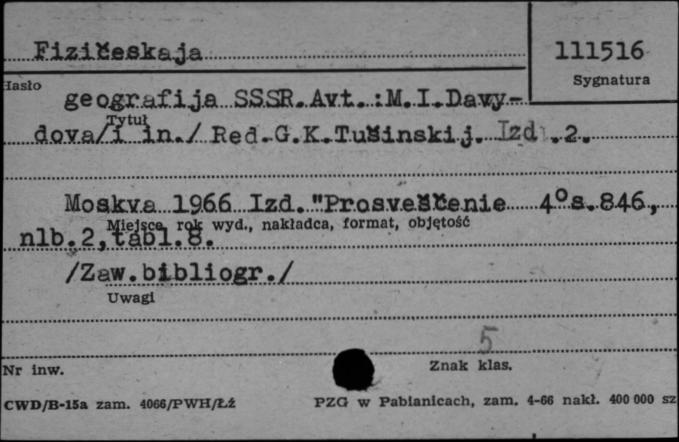 Fizičeskaja
111516
Hasło
Sygnatura
geografija SSSR.Avt.:M.I.Davy-
Tytuł
dova/i in./ Red.G.K.Tušinskij. Izd .2.
Moskva 1966 Izd."Prosveščenie 4°s.846,
Miejsce, rok wyd., nakładca, format, objętość
nlb.2,tabl.8.
/Zaw.bibliogr./
Uwagi
5
Nr inw.
Znak klas.
CWD/B-15a zam. 4066/PWH/Łż
PZG w Pabianicach, zam. 4-66 nakł. 400 000 sz